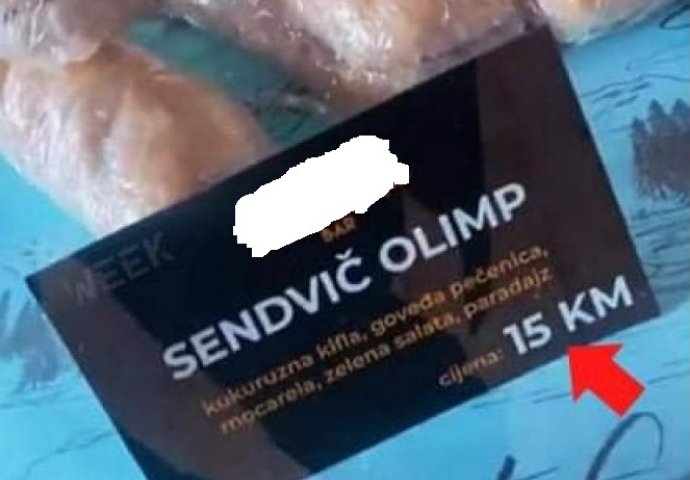 WEEK
BAR
SENDVIČ OLIMP
kukuruzna kifla, goveđa pečenica,
mocarela, zelena salata, paradajz
cijena: 15 KM